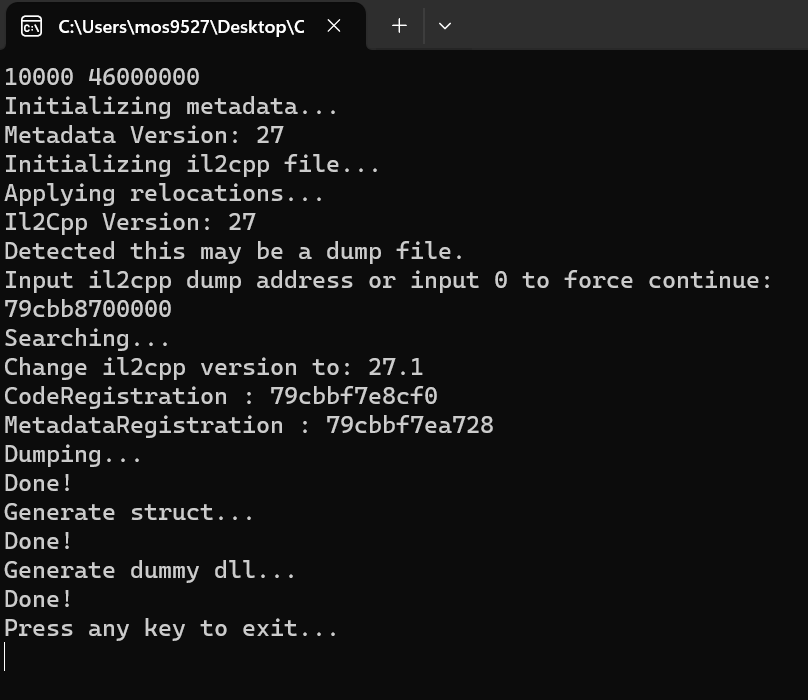 C:\Users\mos9527\Desktop\C
10000 46000000
Initializing metadata...
Metadata Version: 27
Initializing il2cpp file...
Applying relocations...
Il2Cpp Version: 27
Detected this may be a dump file.
Input il2cpp dump address or input 0 to force continue:
79cbb8700000
Searching...
Change il2cpp version to: 27.1
CodeRegistration : 79cbbf7e8cf0
MetadataRegistration : 79cbbf7ea728
Dumping...
Done!
Generate struct...
Done!
Generate dummy dll...
Done!
Press any key to exit...